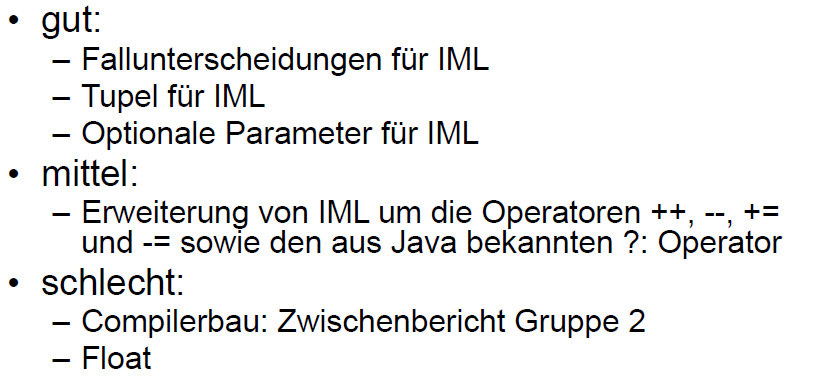 • gut:
– Fallunterscheidungen für IML
– Tupel für IML
– Optionale Parameter für IML
• mittel:
– Erweiterung von IML um die Operatoren ++, --, +=
und -= sowie den aus Java bekannten ?: Operator
• schlecht:
– Compilerbau: Zwischenbericht Gruppe 2
– Float